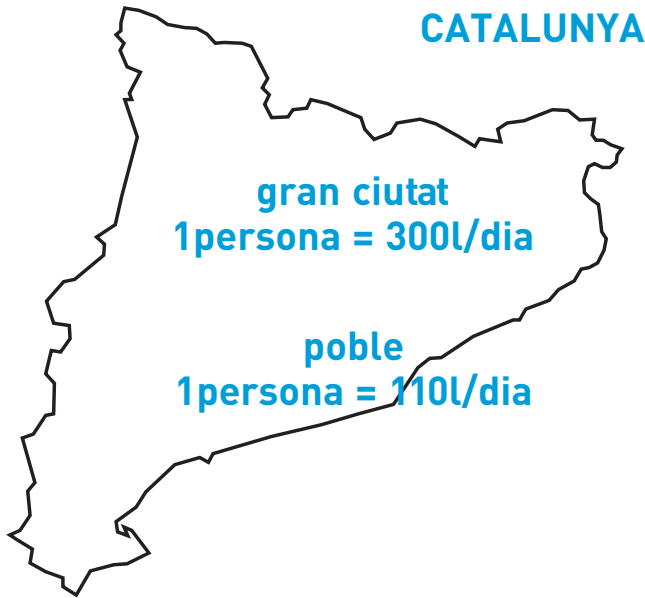 CATALUNYA
gran ciutat
1persona = 300l/dia
poble
1persona = 110l/dia